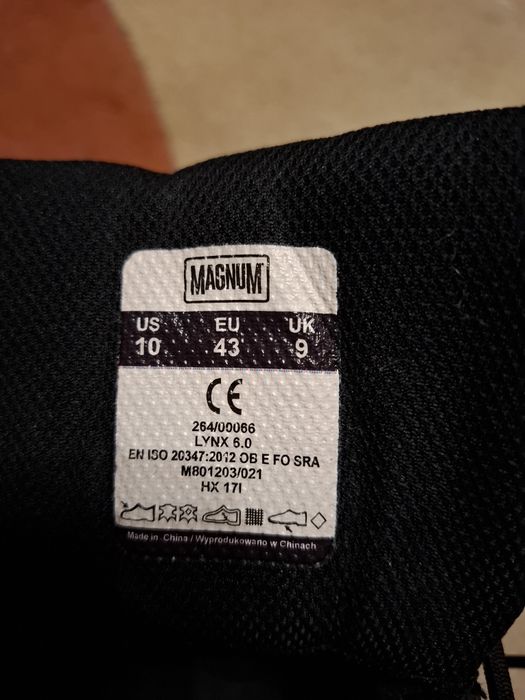 MAGNUM
US EU UK
10 43 9
CE
264/00066
LYNX 6.0
EN ISO 20347:2012 OB E FO SRA
M801203/021
HX 17I
Made in China / Wyprodukowano w Chinach